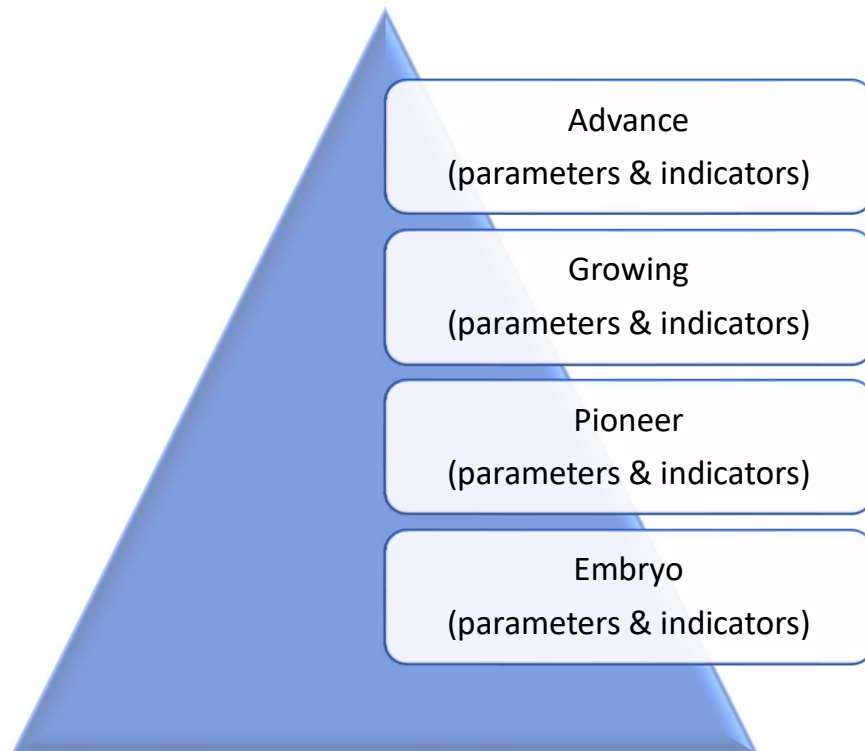 Advance
(parameters & indicators)
Growing
(parameters & indicators)
Pioneer
(parameters & indicators)
Embryo
(parameters & indicators)